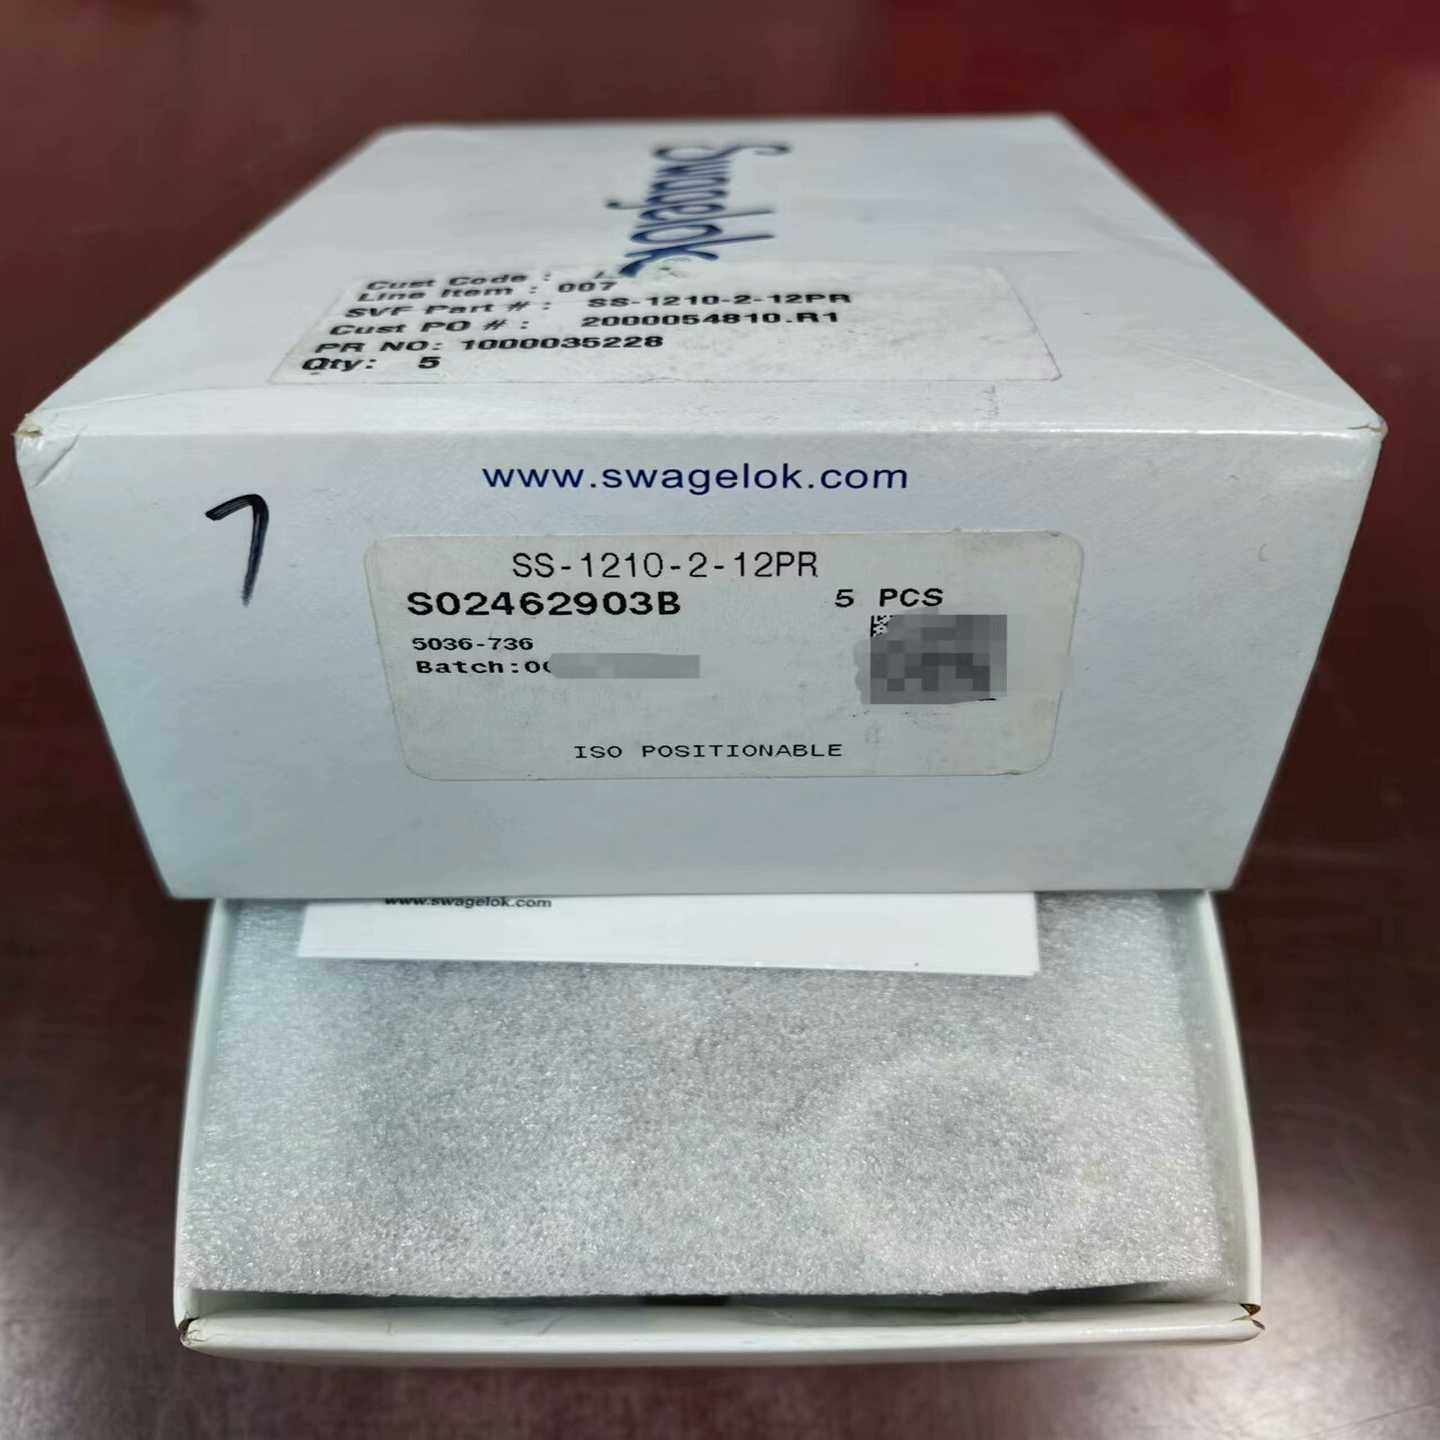 Swagelok
Cust Code :
Line Item : 007
SVF Part # : SS-1210-2-12PR
Cust PO # : 2000054810.R1
PR NO: 1000035228
Qty: 5
www.swagelok.com
7
SS-1210-2-12PR
S02462903B 5 PCS
5036-736
Batch:00
ISO POSITIONABLE
www.swagelok.com